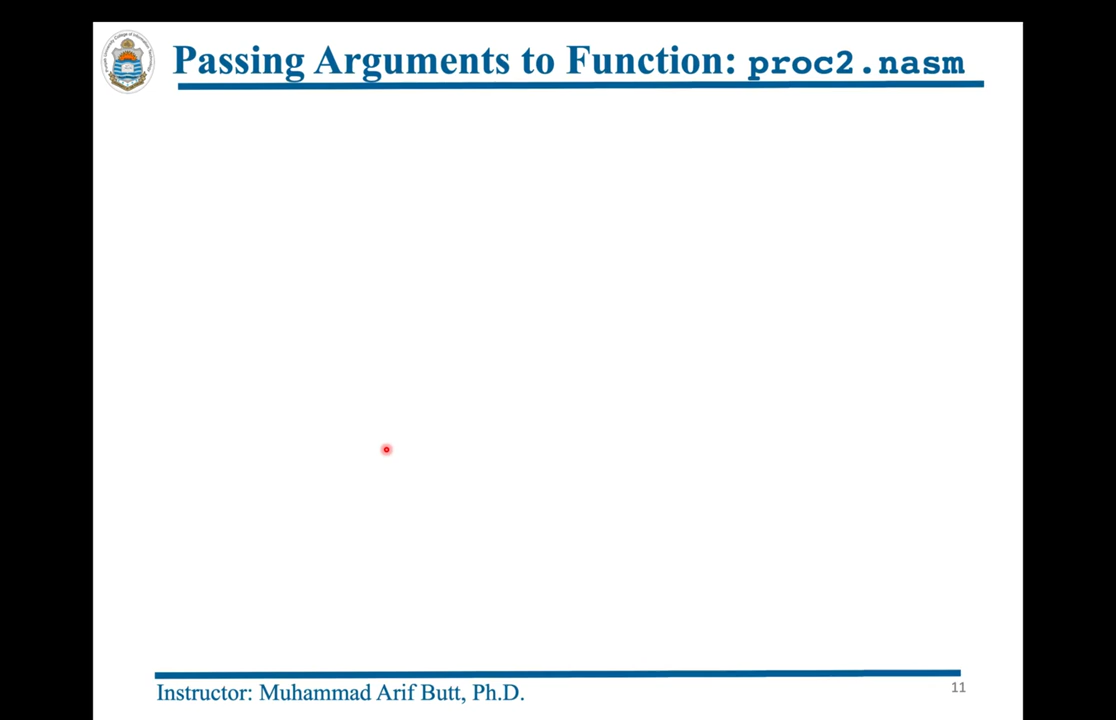 Passing Arguments to Function: proc2.nasm
Instructor: Muhammad Arif Butt, Ph.D.
11